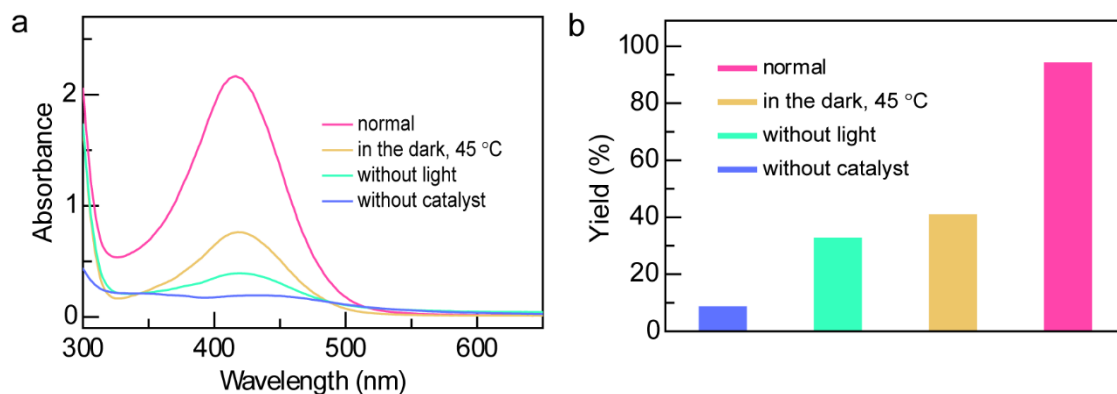 a
Absorbance
2
1
0
normal
in the dark, 45 °C
without light
without catalyst
300
400
500
600
Wavelength (nm)
b
Yield (%)
100
80
60
40
20
0
normal
in the dark, 45 °C
without light
without catalyst